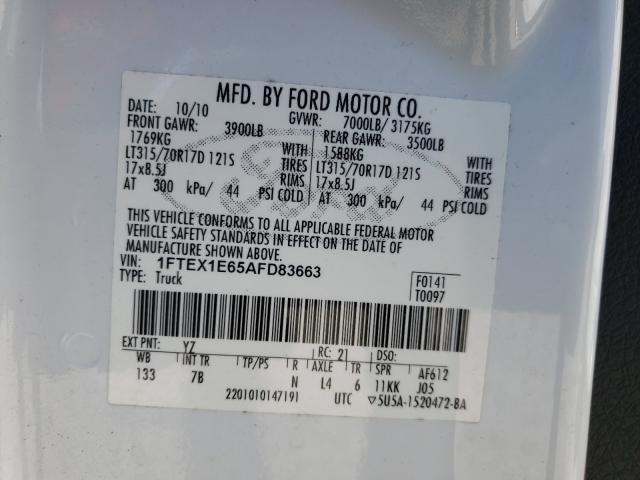 MFD. BY FORD MOTOR CO.
DATE: 10/10 GVWR: 7000LB/ 3175KG
FRONT GAWR: 3900LB REAR GAWR: 3500LB
1769KG WITH 1588KG WITH
LT315/70R17D 121S TIRES LT315/70R17D 121S TIRES
17x8.5J RIMS 17x8.5J RIMS
AT 300 kPa/ 44 PSI COLD AT 300 kPa/ 44 PSI COLD
THIS VEHICLE CONFORMS TO ALL APPLICABLE FEDERAL MOTOR
VEHICLE SAFETY STANDARDS IN EFFECT ON THE DATE OF
MANUFACTURE SHOWN ABOVE.
VIN: 1FTEX1E65AFD83663
TYPE: Truck
F0141
T0097
EXT PNT: YZ RC: 21 DSO:
WB INT TR TP/PS R AXLE TR SPR AF612
133 7B N L4 6 11KK J05
2201010147191 UTC ▽5U5A-1520472-BA